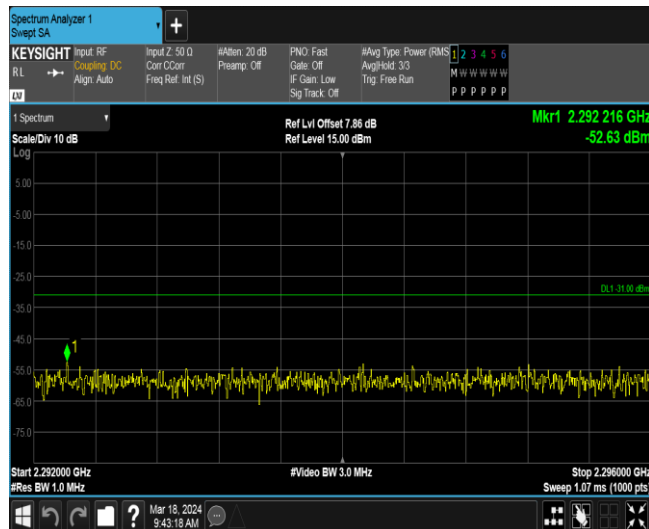 Spectrum Analyzer 1
Swept SA
+
KEYSIGHT
RL
LXI
Input: RF
Coupling: DC
Align: Auto
Input Z: 50 Ω
Corr CCorr
Freq Ref: Int (S)
#Atten: 20 dB
Preamp: Off
PNO: Fast
Gate: Off
IF Gain: Low
Sig Track: Off
#Avg Type: Power (RMS
Avg|Hold: 3/3
Trig: Free Run
1 2 3 4 5 6
M W W W W W
P P P P P P
1 Spectrum
Scale/Div 10 dB
Ref Lvl Offset 7.86 dB
Ref Level 15.00 dBm
Mkr1 2.292 216 GHz
-52.63 dBm
Log
5.00
-5.00
-15.0
-25.0
DL1 -31.00 dBm
-35.0
-45.0
1
-55.0
-65.0
-75.0
Start 2.292000 GHz
#Video BW 3.0 MHz
Stop 2.296000 GHz
#Res BW 1.0 MHz
Sweep 1.07 ms (1000 pts)
?
Mar 18, 2024
9:43:18 AM